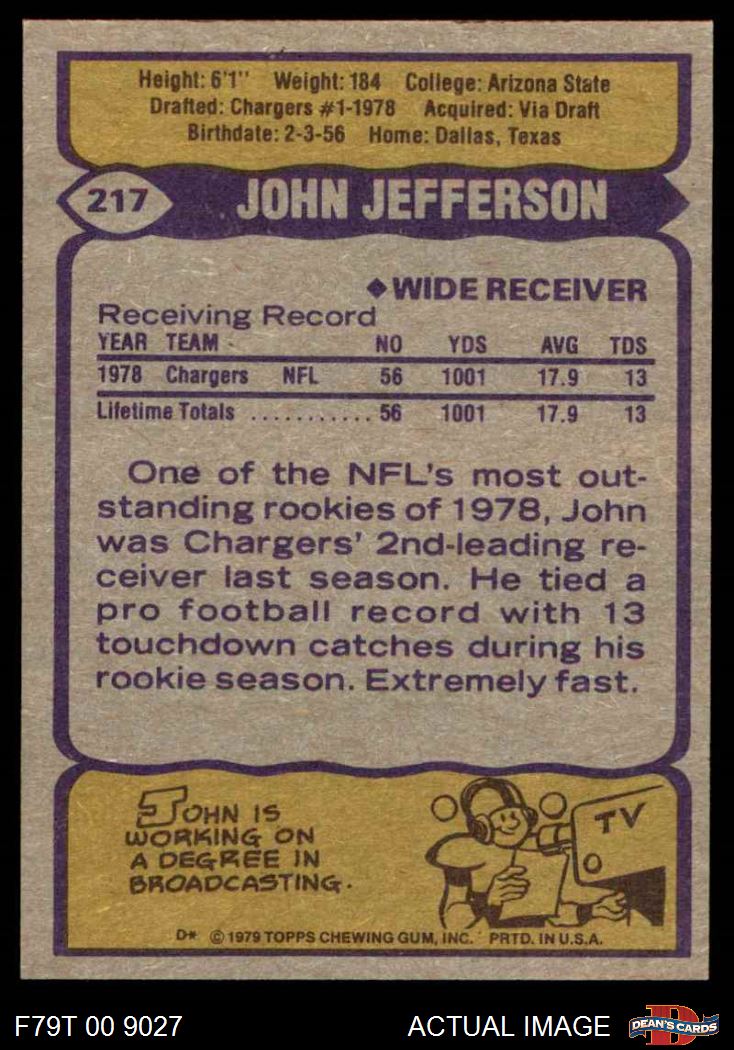 Height: 6'1" Weight: 184 College: Arizona State
Drafted: Chargers #1-1978 Acquired: Via Draft
Birthdate: 2-3-56 Home: Dallas, Texas
217 JOHN JEFFERSON
◆WIDE RECEIVER
Receiving Record
YEAR TEAM NO YDS AVG TDS
1978 Chargers NFL 56 1001 17.9 13
Lifetime Totals ........... 56 1001 17.9 13
One of the NFL's most out-
standing rookies of 1978, John
was Chargers' 2nd-leading re-
ceiver last season. He tied a
pro football record with 13
touchdown catches during his
rookie season. Extremely fast.
JOHN IS
WORKING ON
A DEGREE IN
BROADCASTING.
TV
D* © 1979 TOPPS CHEWING GUM, INC. PRTD. IN U.S.A.
F79T 00 9027 ACTUAL IMAGE D DEAN'S CARDS